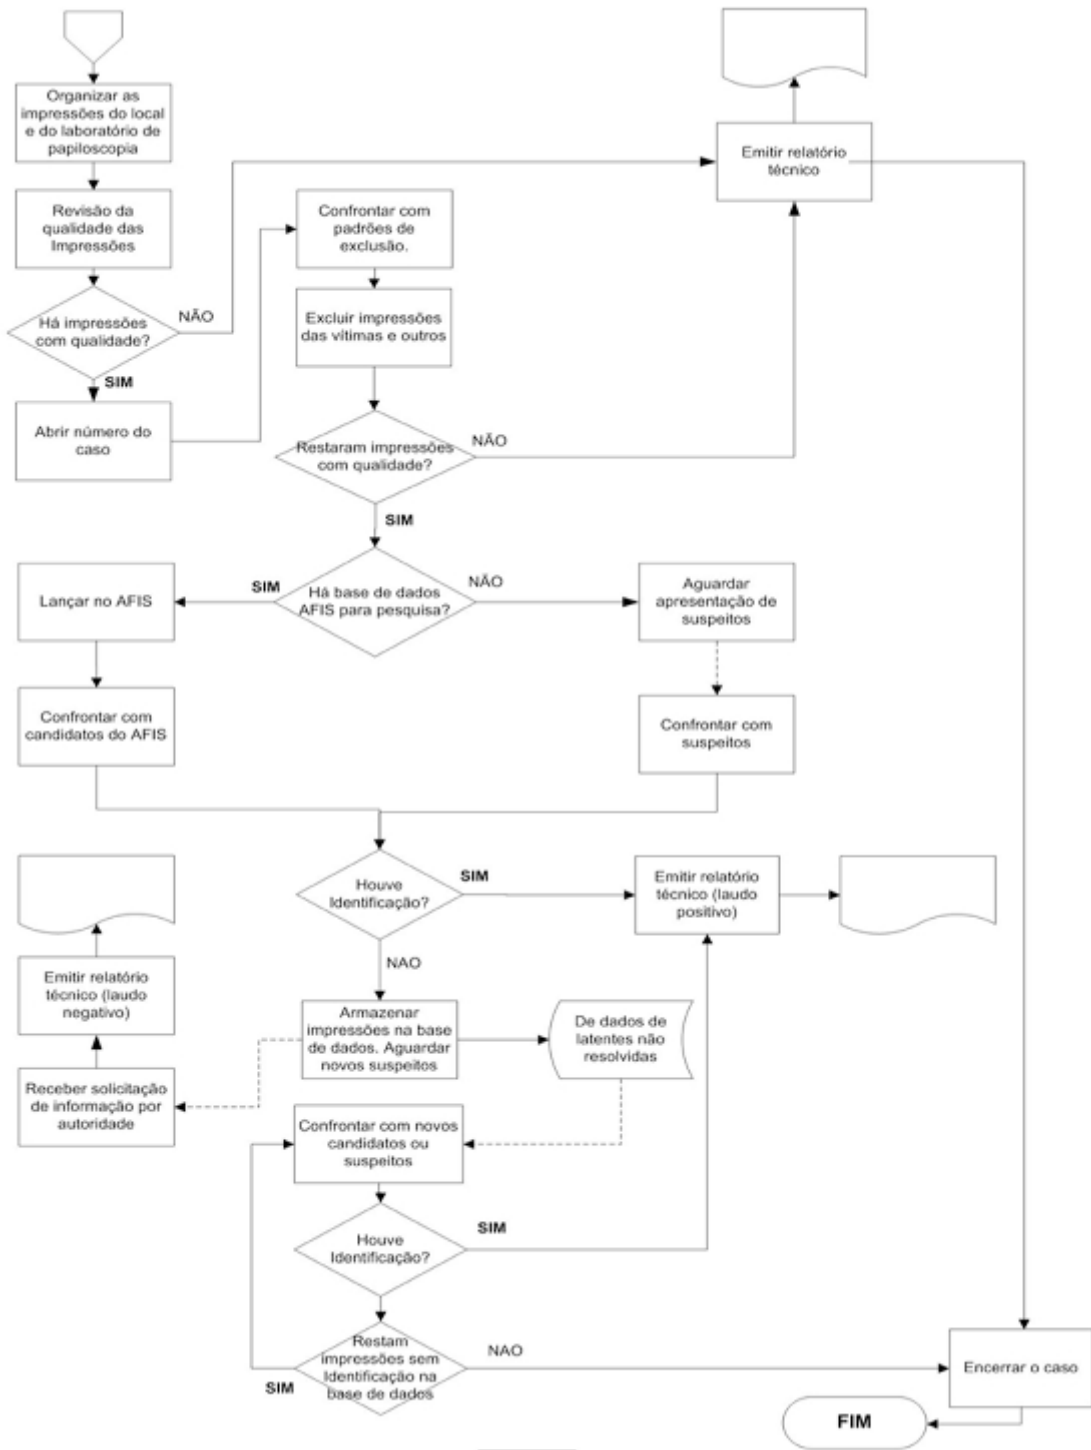 Organizar as
impressões do local
e do laboratório de
papiloscopia
Emitir relatório
técnico
Revisão da
qualidade das
Impressões
Confrontar com
padrões de
exclusão.
Há impressões
com qualidade?
NÃO
SIM
Excluir impressões
das vítimas e outros
Abrir número do
caso
Restaram impressões
com qualidade?
NÃO
SIM
Há base de dados
AFIS para pesquisa?
SIM
NÃO
Lançar no AFIS
Aguardar
apresentação de
suspeitos
Confrontar com
candidatos do AFIS
Confrontar com
suspeitos
Houve
Identificação?
SIM
NAO
Emitir relatório
técnico (laudo
positivo)
Emitir relatório
técnico (laudo
negativo)
Armazenar
impressões na base
de dados. Aguardar
novos suspeitos
De dados de
latentes não
resolvidas
Receber solicitação
de informação por
autoridade
Confrontar com novos
candidatos ou
suspeitos
Houve
Identificação?
SIM
Restam
impressões sem
Identificação na
base de dados
NAO
SIM
Encerrar o caso
FIM